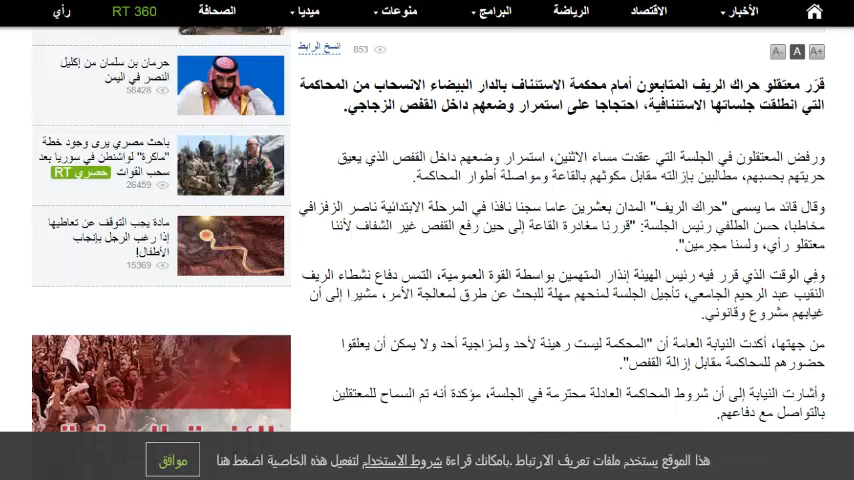 الأخبار
البرامج
منوعات
ميديا
الصحافة
RT 360
رأي
الاقتصاد
الرياضة
A-
A
A+
853
انسخ الرابط
قرّر معتقلو حراك الريف المتابعون أمام محكمة الاستئناف بالدار البيضاء الانسحاب من المحاكمة
التي انطلقت جلساتها الاستئنافية، احتجاجا على استمرار وضعهم داخل القفص الزجاجي.
ورفض المعتقلون في الجلسة التي عقدت مساء الاثنين، استمرار وضعهم داخل القفص الذي يعيق
حريتهم بحسبهم، مطالبين بإزالته مقابل مكوثهم بالقاعة ومواصلة أطوار المحاكمة.
وقال قائد ما يسمى "حراك الريف" المدان بعشرين عاما سجنا نافذا في المرحلة الابتدائية ناصر الزفزافي
مخاطبا، حسن الطلفي رئيس الجلسة: "قررنا مغادرة القاعة إلى حين رفع القفص غير الشفاف لأننا
معتقلو رأي، ولسنا مجرمين".
وفي الوقت الذي قرر فيه رئيس الهيئة إنذار المتهمين بواسطة القوة العمومية، التمس دفاع نشطاء الريف
النقيب عبد الرحيم الجامعي، تأجيل الجلسة لمنحهم مهلة للبحث عن طرق لمعالجة الأمر، مشيرا إلى أن
غيابهم مشروع وقانوني.
من جهتها، أكدت النيابة العامة أن "المحكمة ليست رهينة لأحد ولمزاجية أحد ولا يمكن أن يعلقوا
حضورهم للمحاكمة مقابل إزالة القفص".
وأشارت النيابة إلى أن شروط المحاكمة العادلة محترمة في الجلسة، مؤكدة أنه تم السماح للمعتقلين
بالتواصل مع دفاعهم.
حرمان بن سلمان من إكليل
النصر في اليمن
58428
باحث مصري يرى وجود خطة
"ماكرة" لواشنطن في سوريا بعد
سحب القوات حصري RT
26459
مادة يجب التوقف عن تعاطيها
إذا رغب الرجل بإنجاب
الأطفال!
15369
هذا الموقع يستخدم ملفات تعريف الارتباط .بامكانك قراءة شروط الاستخدام لتفعيل هذه الخاصية اضغط هنا
موافق